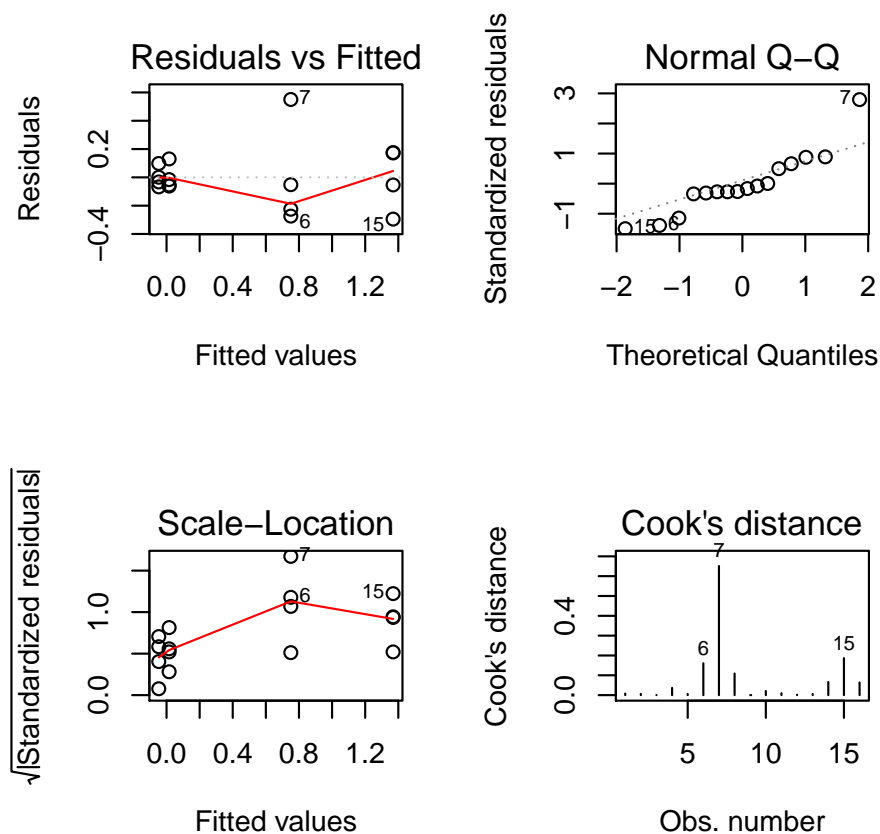 Residuals vs Fitted
Residuals
0.2
−0.4
7
6
15
0.0 0.4 0.8 1.2
Fitted values
Normal Q−Q
Standardized residuals
3
1
−1
7
15
6
−2 −1 0 1 2
Theoretical Quantiles
Scale−Location
√|Standardized residuals|
1.0
0.0
7
6
15
0.0 0.4 0.8 1.2
Fitted values
Cook's distance
Cook's distance
0.4
0.0
7
6
15
5 10 15
Obs. number